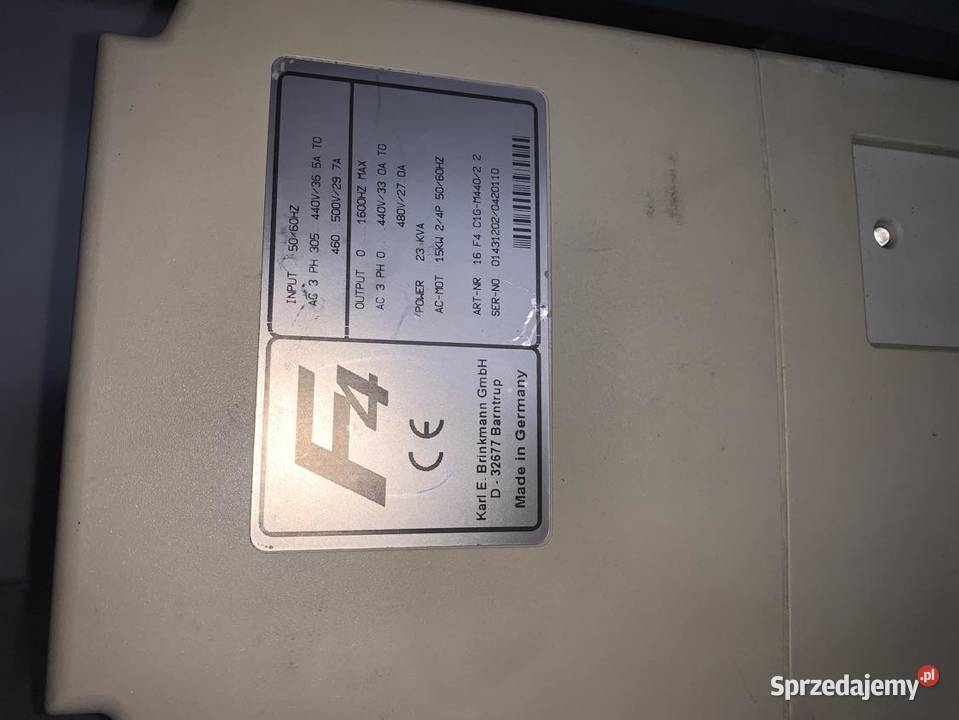 INPUT 50/60HZ
AC 3 PH 305 440V/36 5A TO
460 500V/29 7A
OUTPUT 0 1600HZ MAX
AC 3 PH 0 440V/33 0A TO
480V/27 0A
POWER 23 KVA
AC-MOT 15KW 2/4P 50/60HZ
ART-NR 16 F4 C1G-M440/2 2
SER-NO 01431202/0420110
F4
CE
Karl E. Brinkmann GmbH
D - 32677 Barntrup
Made in Germany
Sprzedajemy.pl